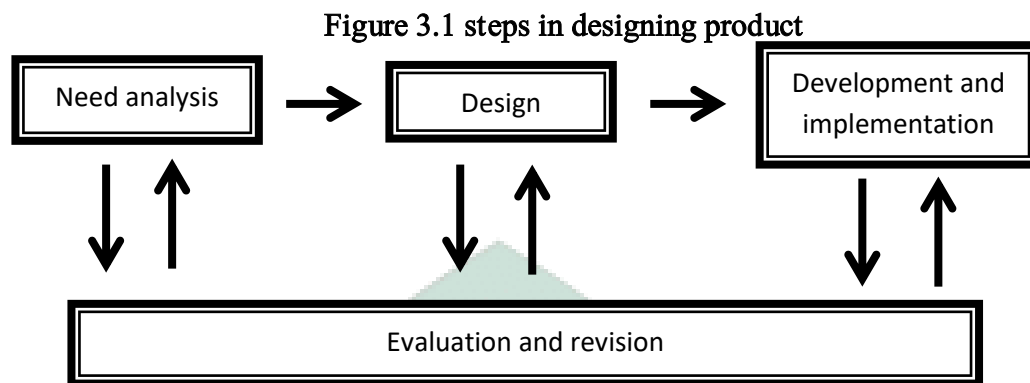 Figure 3.1 steps in designing product
Need analysis
Design
Development and
implementation
Evaluation and revision